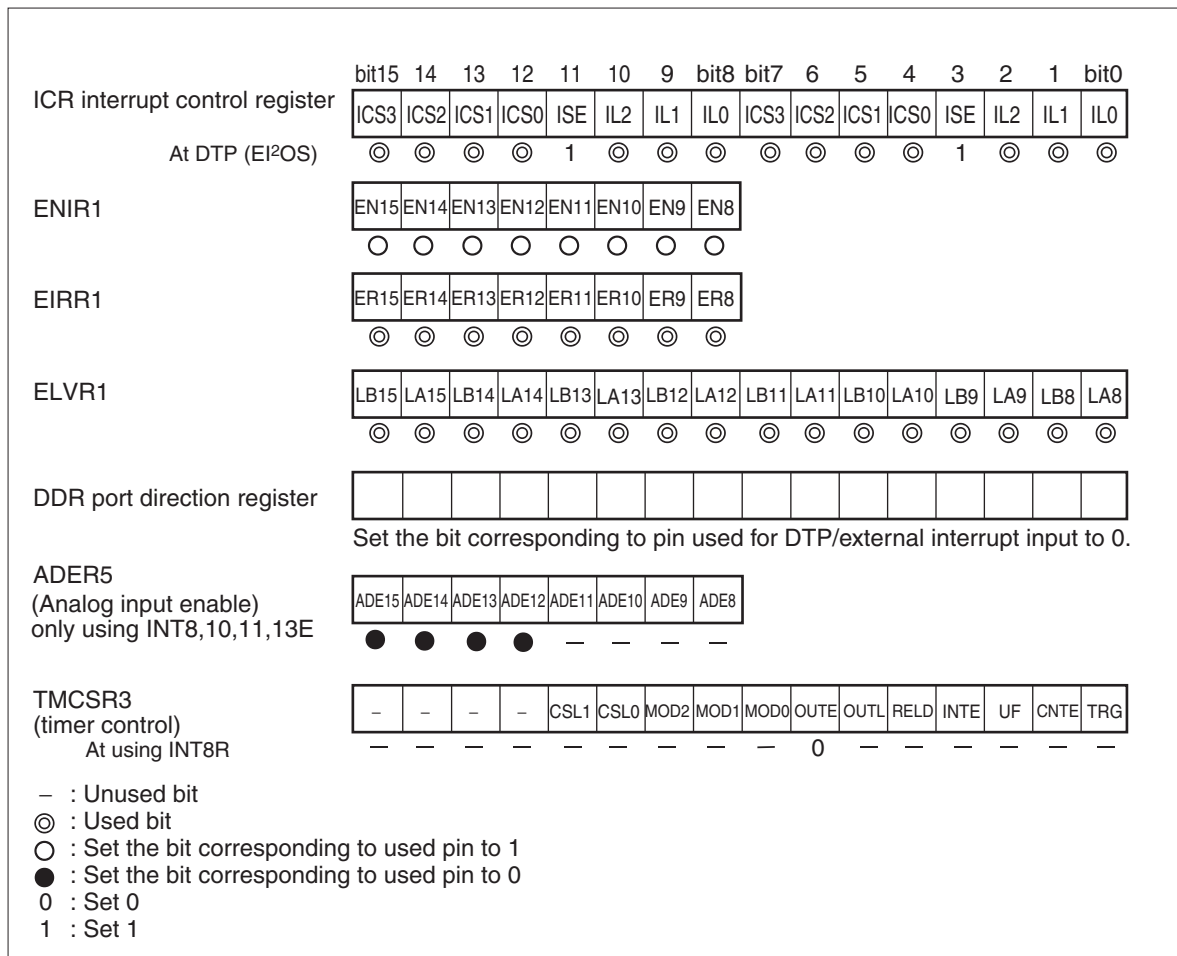 bit15 14 13 12 11 10 9 bit8 bit7 6 5 4 3 2 1 bit0
ICR interrupt control register ICS3 ICS2 ICS1 ICS0 ISE IL2 IL1 IL0 ICS3 ICS2 ICS1 ICS0 ISE IL2 IL1 IL0
At DTP (EI²OS) ◎ ◎ ◎ ◎ 1 ◎ ◎ ◎ ◎ ◎ ◎ ◎ 1 ◎ ◎ ◎
ENIR1 EN15 EN14 EN13 EN12 EN11 EN10 EN9 EN8
○ ○ ○ ○ ○ ○ ○ ○
EIRR1 ER15 ER14 ER13 ER12 ER11 ER10 ER9 ER8
◎ ◎ ◎ ◎ ◎ ◎ ◎ ◎
ELVR1 LB15 LA15 LB14 LA14 LB13 LA13 LB12 LA12 LB11 LA11 LB10 LA10 LB9 LA9 LB8 LA8
◎ ◎ ◎ ◎ ◎ ◎ ◎ ◎ ◎ ◎ ◎ ◎ ◎ ◎ ◎ ◎
DDR port direction register
Set the bit corresponding to pin used for DTP/external interrupt input to 0.
ADER5
(Analog input enable) ADE15 ADE14 ADE13 ADE12 ADE11 ADE10 ADE9 ADE8
only using INT8,10,11,13E ● ● ● ● – – – –
TMCSR3 – – – – CSL1 CSL0 MOD2 MOD1 MOD0 OUTE OUTL RELD INTE UF CNTE TRG
(timer control)
At using INT8R – – – – – – – – – 0 – – – – – –
– : Unused bit
◎ : Used bit
○ : Set the bit corresponding to used pin to 1
● : Set the bit corresponding to used pin to 0
0 : Set 0
1 : Set 1